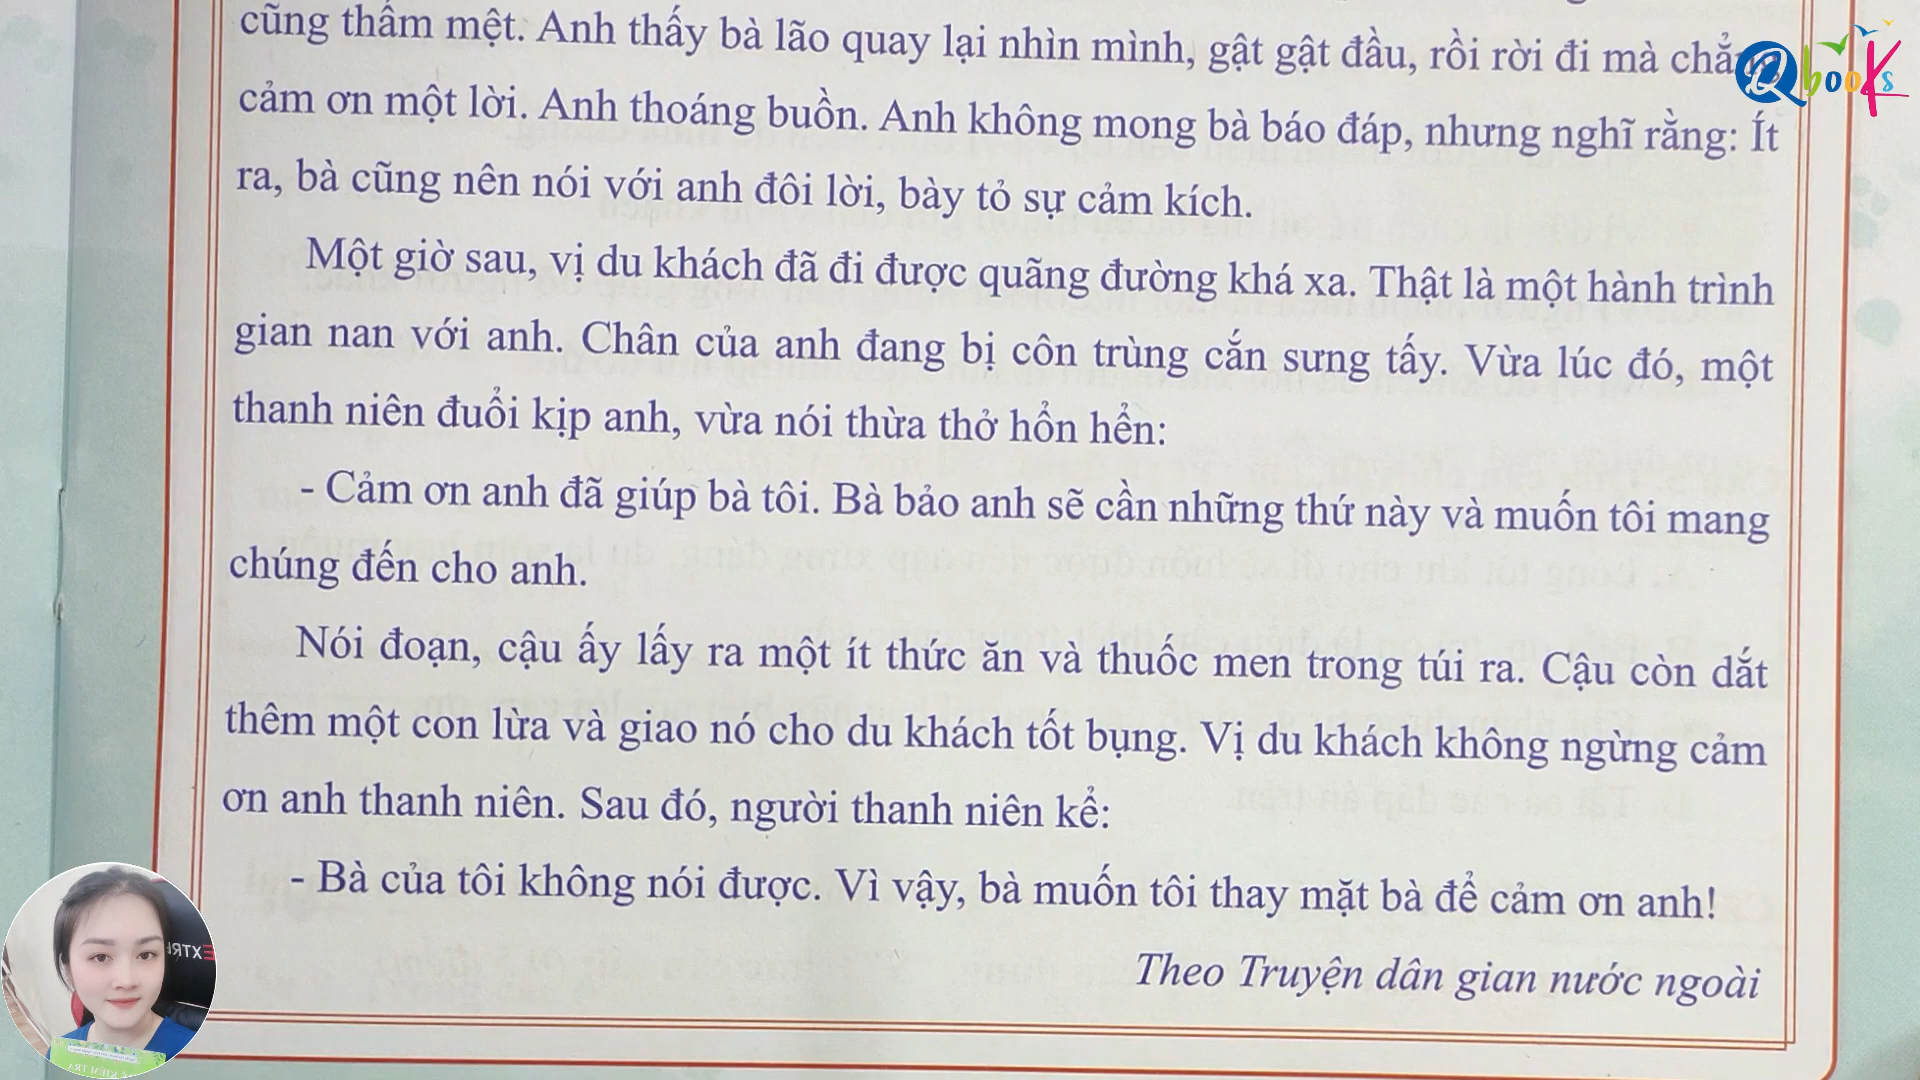 cũng thấm mệt. Anh thấy bà lão quay lại nhìn mình, gật gật đầu, rồi rời đi mà
cảm ơn một lời. Anh thoáng buồn. Anh không mong bà báo đáp, nhưng nghĩ rằng: Ít
ra, bà cũng nên nói với anh đôi lời, bày tỏ sự cảm kích.
Một giờ sau, vị du khách đã đi được quãng đường khá xa. Thật là một hành trình
gian nan với anh. Chân của anh đang bị côn trùng cắn sưng tấy. Vừa lúc đó, một
thanh niên đuổi kịp anh, vừa nói thừa thở hổn hển:
- Cảm ơn anh đã giúp bà tôi. Bà bảo anh sẽ cần những thứ này và muốn tôi mang
chúng đến cho anh.
Nói đoạn, cậu ấy lấy ra một ít thức ăn và thuốc men trong túi ra. Cậu còn dắt
thêm một con lừa và giao nó cho du khách tốt bụng. Vị du khách không ngừng cảm
ơn anh thanh niên. Sau đó, người thanh niên kể:
- Bà của tôi không nói được. Vì vậy, bà muốn tôi thay mặt bà để cảm ơn anh!
Theo Truyện dân gian nước ngoài
Qbooks